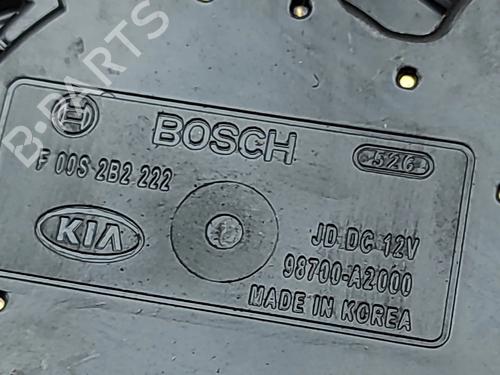 B-PARTS
BOSCH
526
F 00S 2B2 222
KIA
JD DC 12V
98700-A2000
MADE IN KOREA